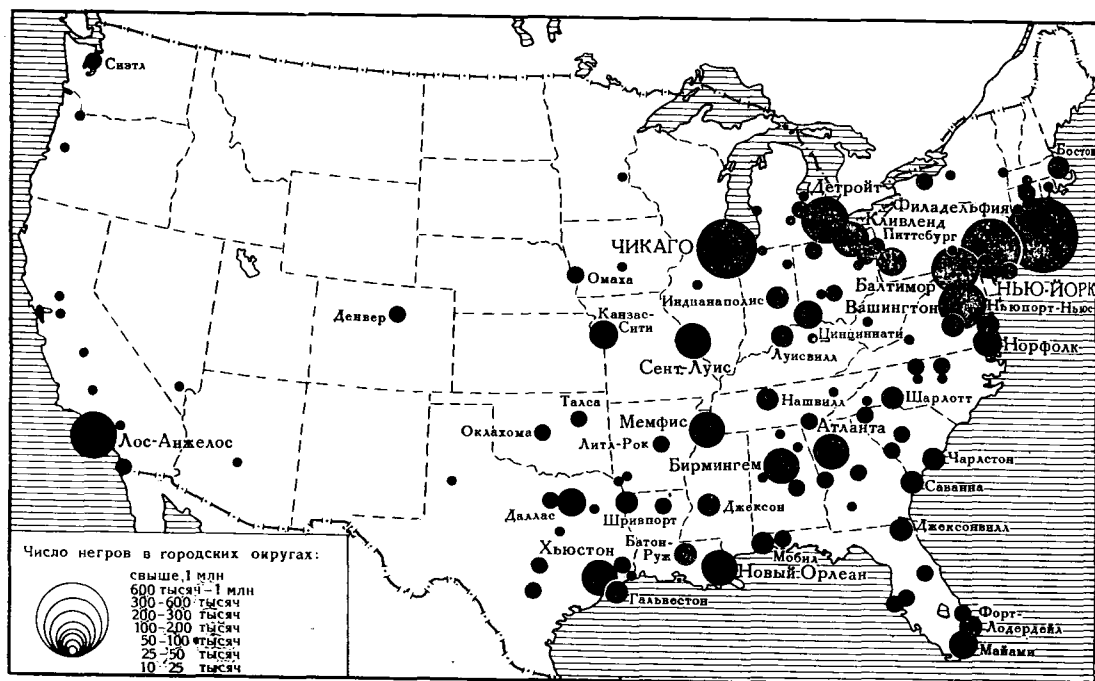 Сиэтл
Бостон
Детройт
Филадельфия
Кливленд
Питтсбург
ЧИКАГО
Омаха
Балтимор
НЬЮ-ЙОРК
Индианаполис
Вашингтон
Ньюпорт-Ньюс
Денвер
Канзас-
Сити
Цинциннати
Норфолк
Луисвилл
Сент-Луис
Талса
Нашвилл
Шарлотт
Мемфис
Атланта
Лос-Анжелос
Оклахома
Литл-Рок
Бирмингем
Чарлстон
Саванна
Даллас
Шривпорт
Джексон
Джексонвилл
Хьюстон
Батон-
Руж
Мобил
Новый Орлеан
Гальвестон
Форт-
Лодердейл
Майами
Число негров в городских округах:
свыше 1 млн
600 тысяч-1 млн
300-600 тысяч
200-300 тысяч
100-200 тысяч
50-100 тысяч
25-50 тысяч
10-25 тысяч